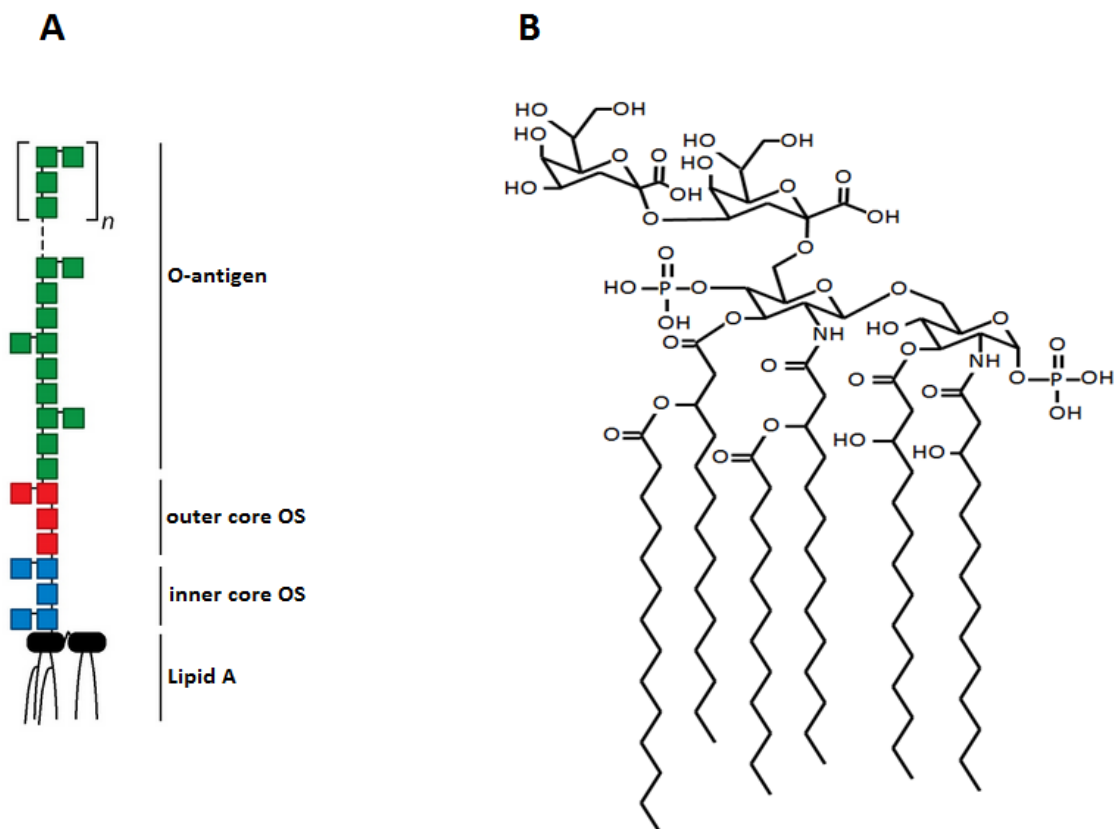 A
B
n
O-antigen
outer core OS
inner core OS
Lipid A
HO OH
HO
HO OH
O O
HO
O
HO OH O
O OH
O
O
HO P O O O
OH O NH HO O
O O NH O
O O O O P OH
O OH
O
O O HO HO